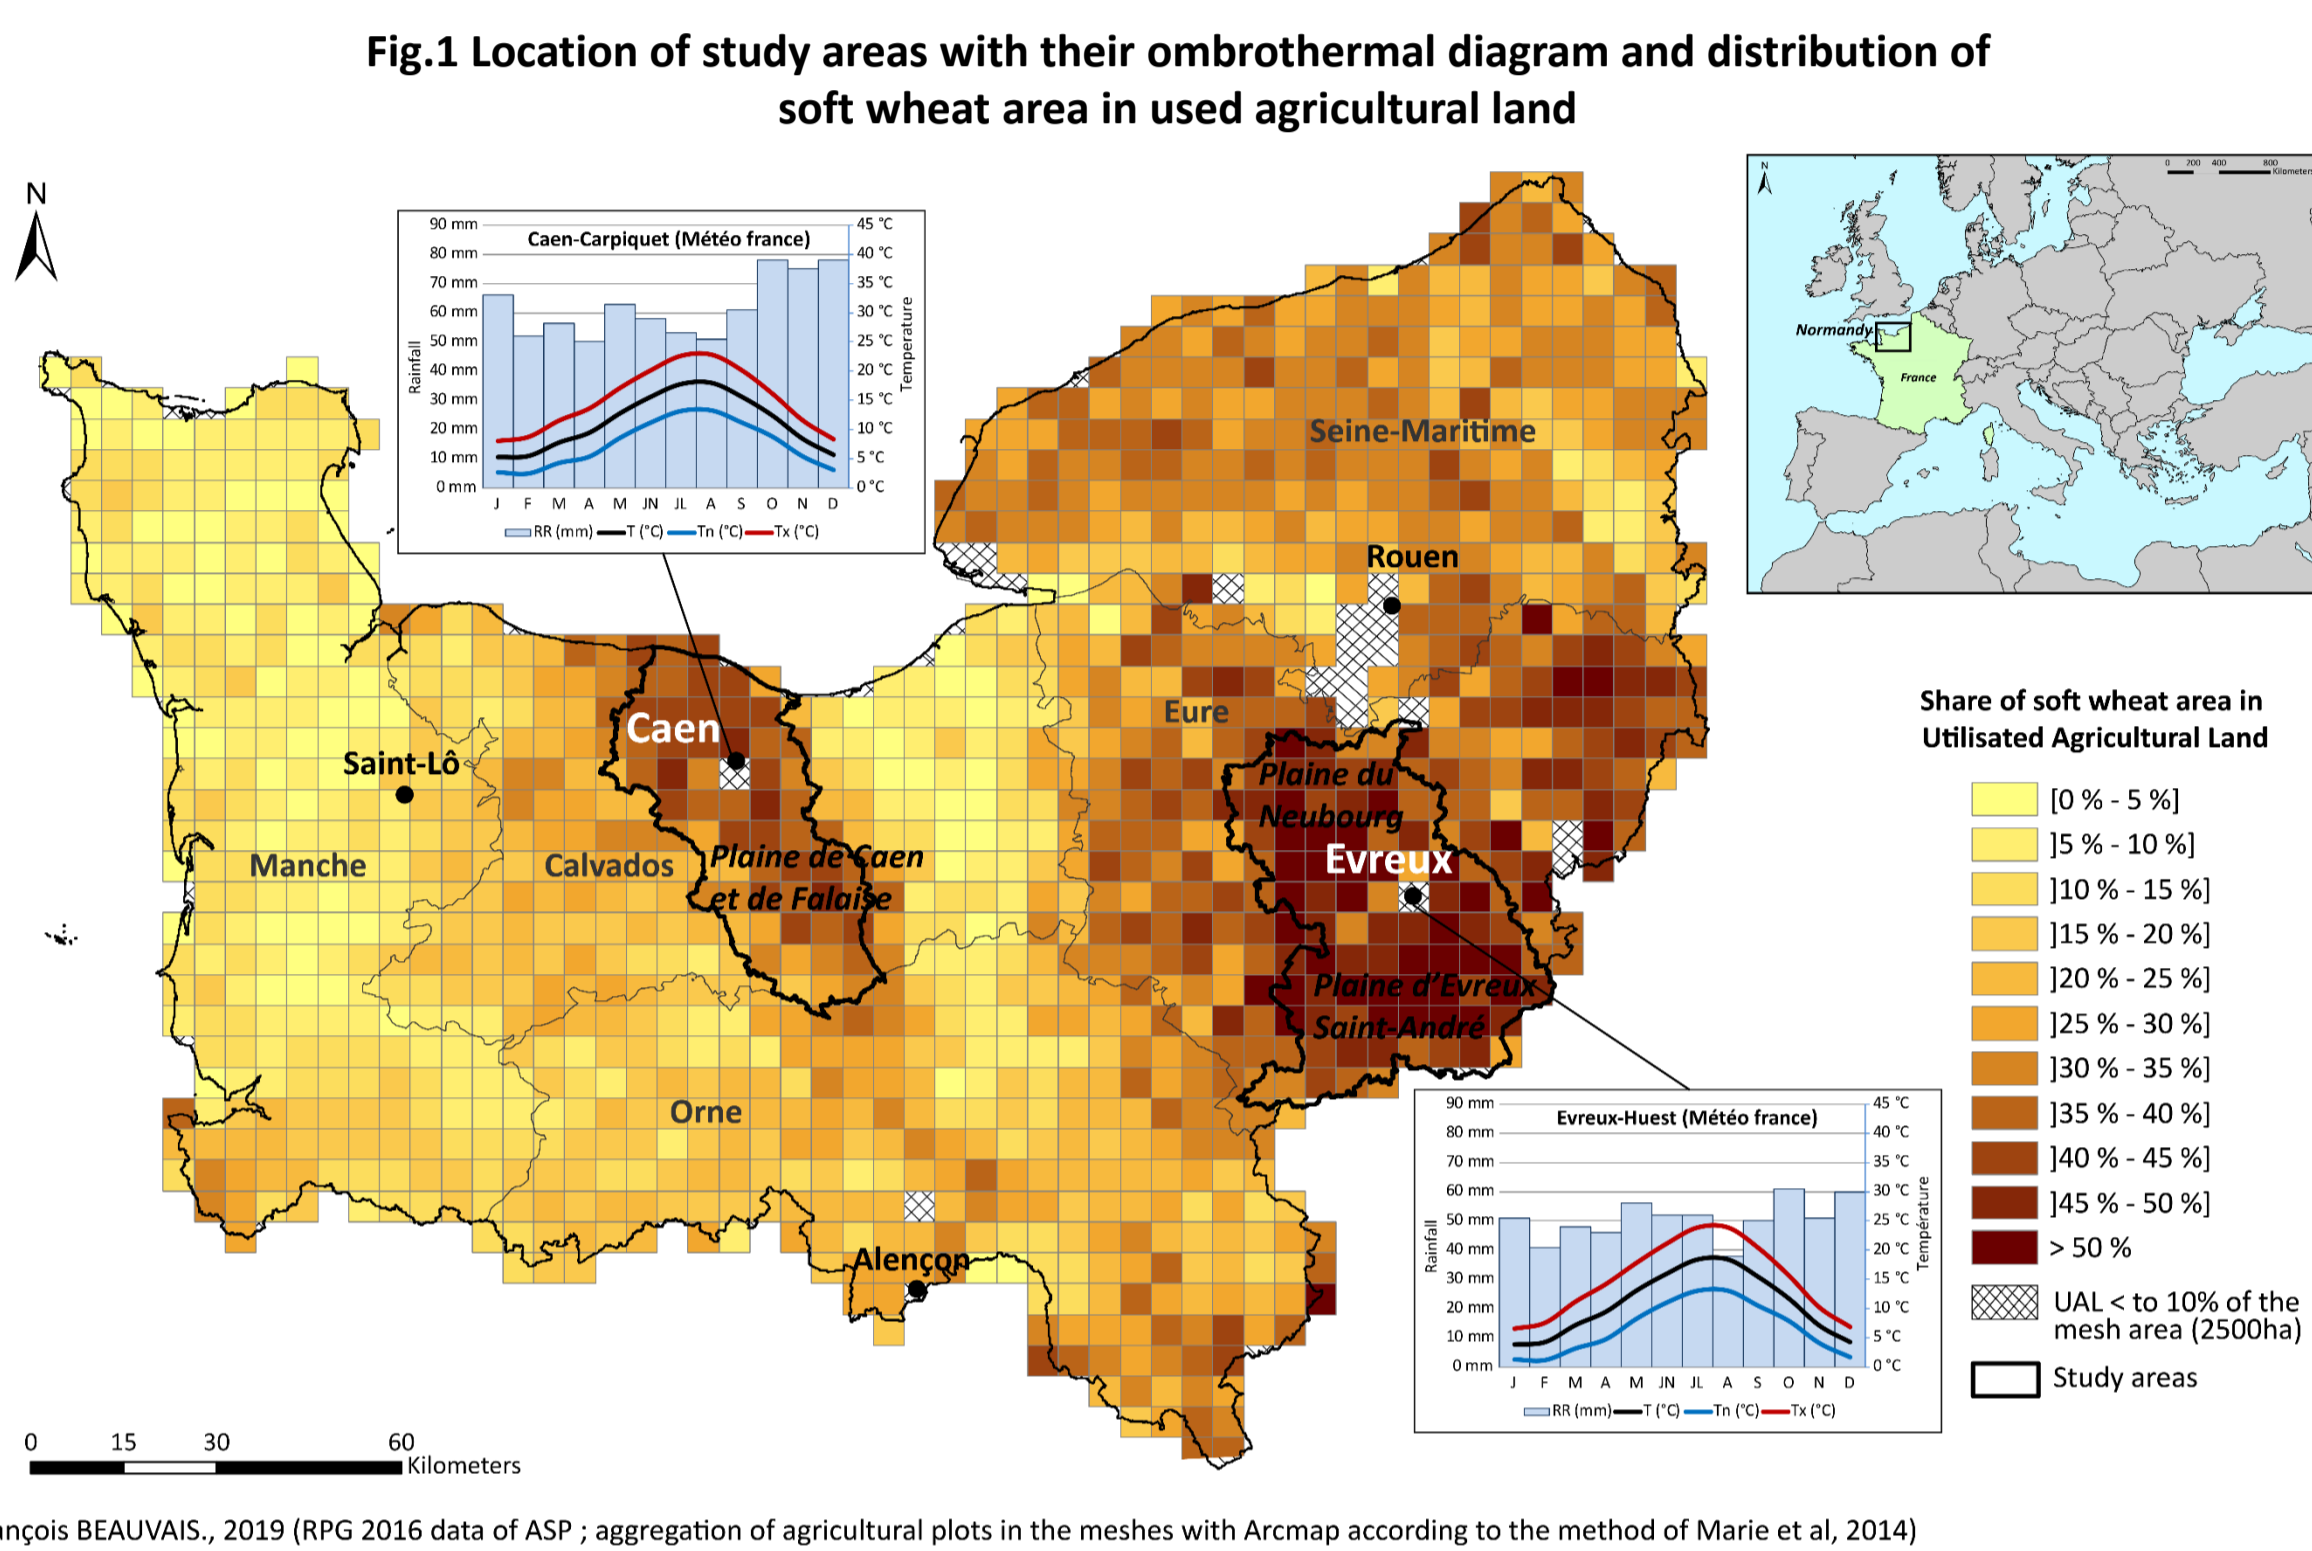 Fig.1 Location of study areas with their ombrothermal diagram and distribution of
soft wheat area in used agricultural land
N
90 mm
80 mm
70 mm
60 mm
50 mm
40 mm
30 mm
20 mm
10 mm
0 mm
Rainfall
Caen-Carpiquet (Météo france)
45 °C
40 °C
35 °C
30 °C
25 °C
20 °C
15 °C
10 °C
5 °C
0 °C
Temperature
J F M A M JN JL A S O N D
RR (mm) T (°C) Tn (°C) Tx (°C)
N
0 200 400 800
Kilometers
Normandy
France
Seine-Maritime
Rouen
Eure
Caen
Saint-Lô
Manche
Calvados
Plaine de Caen
et de Falaise
Plaine du
Neubourg
Evreux
Plaine d'Evreux
Saint-André
Orne
Alençon
Share of soft wheat area in
Utilisated Agricultural Land
[0 % - 5 %]
]5 % - 10 %]
]10 % - 15 %]
]15 % - 20 %]
]20 % - 25 %]
]25 % - 30 %]
]30 % - 35 %]
]35 % - 40 %]
]40 % - 45 %]
]45 % - 50 %]
> 50 %
UAL < to 10% of the
mesh area (2500ha)
Study areas
90 mm
80 mm
70 mm
60 mm
50 mm
40 mm
30 mm
20 mm
10 mm
0 mm
Rainfall
Evreux-Huest (Météo france)
45 °C
40 °C
35 °C
30 °C
25 °C
20 °C
15 °C
10 °C
5 °C
0 °C
Température
J F M A M JN JL A S O N D
RR (mm) T (°C) Tn (°C) Tx (°C)
0 15 30 60
Kilometers
ançois BEAUVAIS., 2019 (RPG 2016 data of ASP ; aggregation of agricultural plots in the meshes with Arcmap according to the method of Marie et al, 2014)